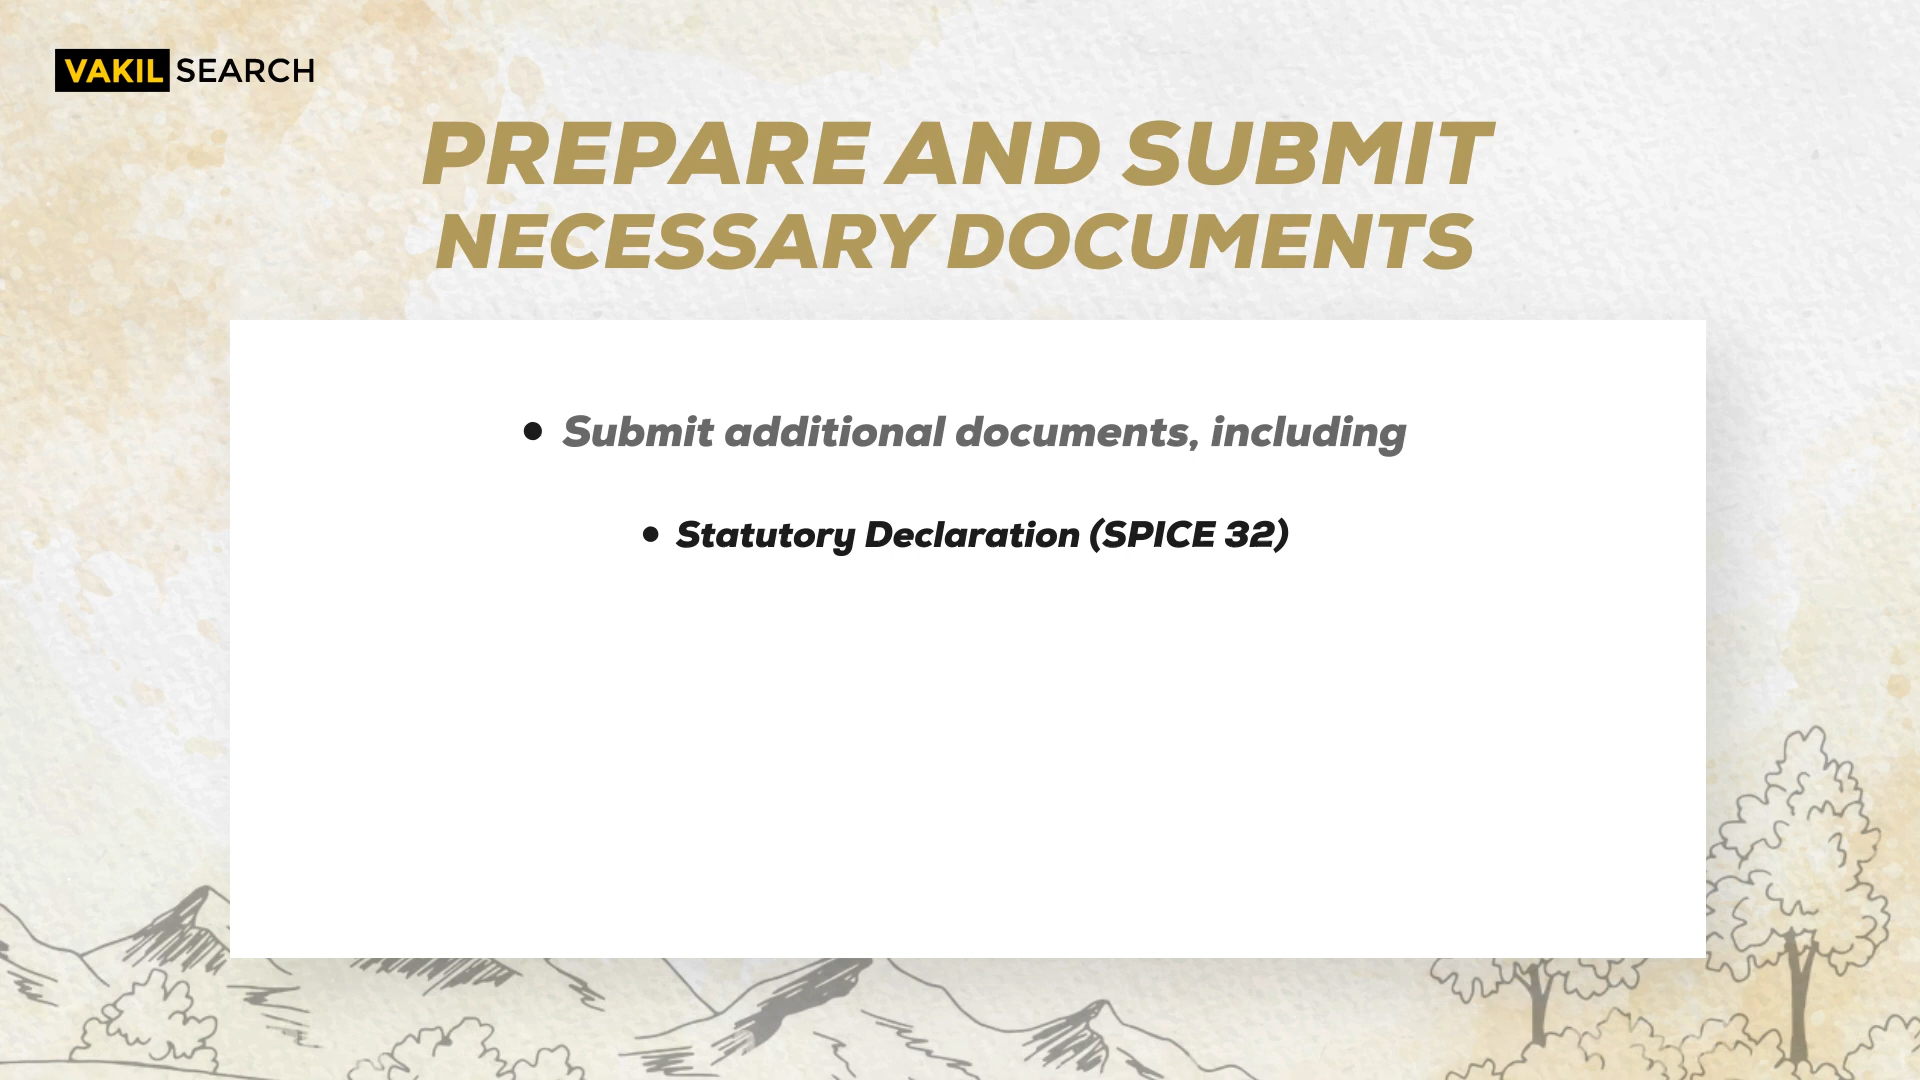 VAKIL SEARCH
PREPARE AND SUBMIT
NECESSARY DOCUMENTS
• Submit additional documents, including
• Statutory Declaration (SPICE 32)